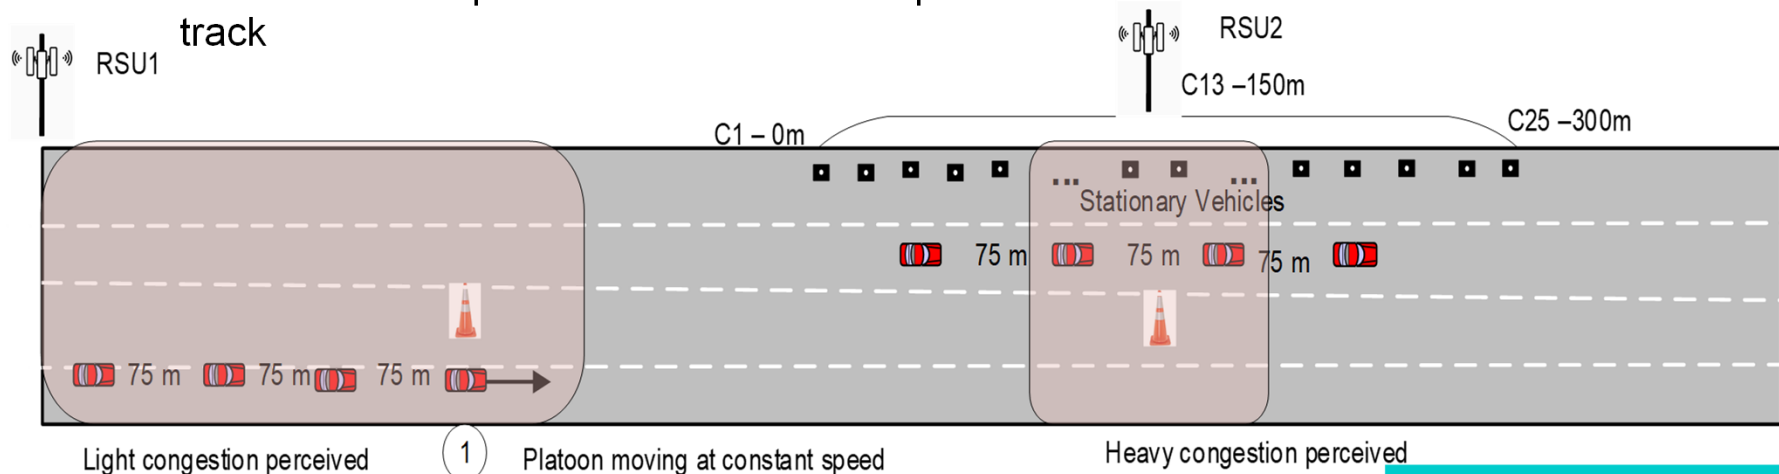 track
RSU1
RSU2
C13 –150m
C1 – 0m
C25 –300m
...
...
Stationary Vehicles
75 m
75 m
75 m
75 m
75 m
75 m
Light congestion perceived
1
Platoon moving at constant speed
Heavy congestion perceived